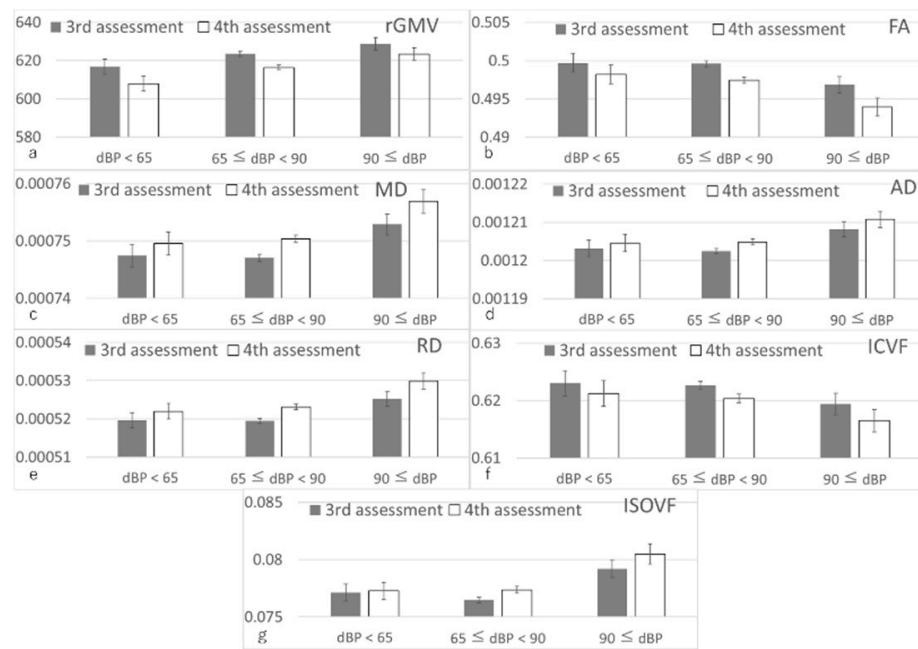 640 3rd assessment 4th assessment rGMV
620
600
580
a dBP < 65 65 ≤ dBP < 90 90 ≤ dBP
0.505 3rd assessment 4th assessment FA
0.5
0.495
0.49
b dBP < 65 65 ≤ dBP < 90 90 ≤ dBP
0.00076 3rd assessment 4th assessment MD
0.00075
0.00074
c dBP < 65 65 ≤ dBP < 90 90 ≤ dBP
0.00122 3rd assessment 4th assessment AD
0.00121
0.00120
0.00119
d dBP < 65 65 ≤ dBP < 90 90 ≤ dBP
0.00054 3rd assessment 4th assessment RD
0.00053
0.00052
0.00051
e dBP < 65 65 ≤ dBP < 90 90 ≤ dBP
0.63 3rd assessment 4th assessment ICVF
0.62
0.61
f dBP < 65 65 ≤ dBP < 90 90 ≤ dBP
0.085 3rd assessment 4th assessment ISOVF
0.08
0.075
g dBP < 65 65 ≤ dBP < 90 90 ≤ dBP